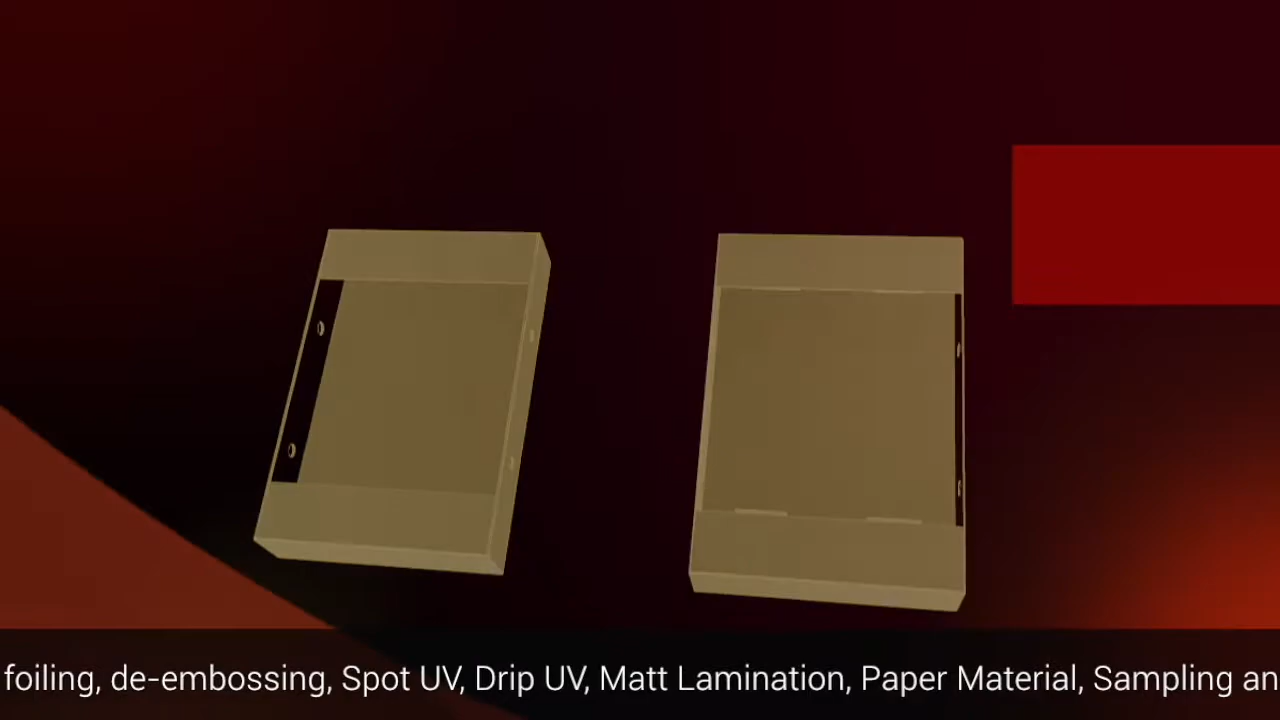 foiling, de-embossing, Spot UV, Drip UV, Matt Lamination, Paper Material, Sampling an